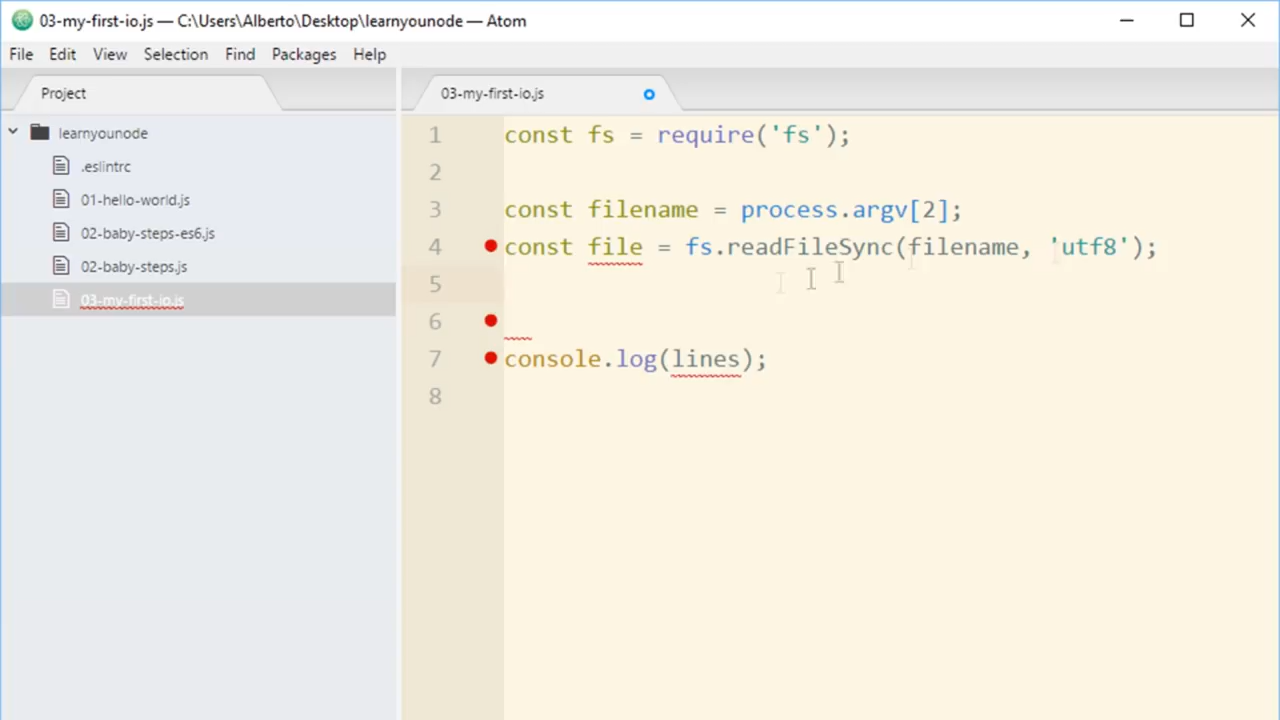 03-my-first-io.js — C:\Users\Alberto\Desktop\learnyounode — Atom
File Edit View Selection Find Packages Help
Project
03-my-first-io.js
learnyounode
.eslintrc
01-hello-world.js
02-baby-steps-es6.js
02-baby-steps.js
03-my-first-io.js
1 const fs = require('fs');
2
3 const filename = process.argv[2];
4 const file = fs.readFileSync(filename, 'utf8');
5
6
7 console.log(lines);
8